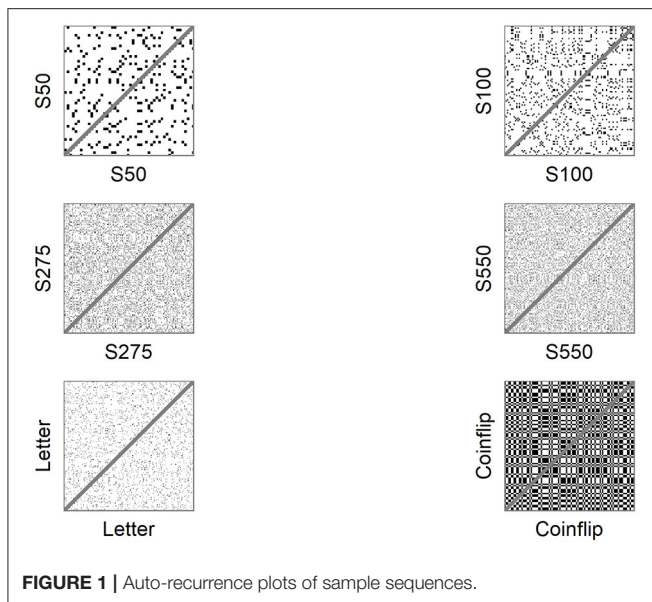 S50
S50
S100
S100
S275
S275
S550
S550
Letter
Letter
Coinflip
Coinflip
FIGURE 1 | Auto-recurrence plots of sample sequences.